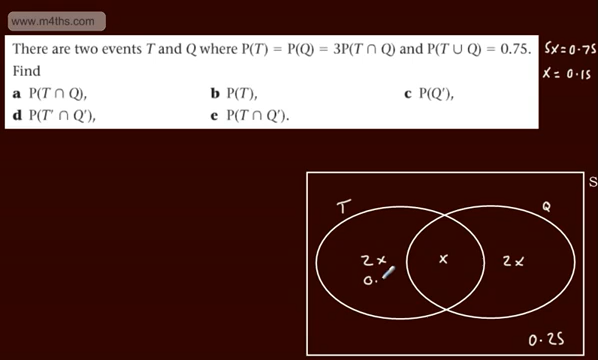 www.m4ths.com
There are two events T and Q where P(T) = P(Q) = 3P(T ∩ Q) and P(T ∪ Q) = 0.75.
Find
a P(T ∩ Q), b P(T), c P(Q′),
d P(T′ ∩ Q′), e P(T ∩ Q′).
5x=0.75
x= 0.15
S
T Q
2x x 2x
0.
0.25